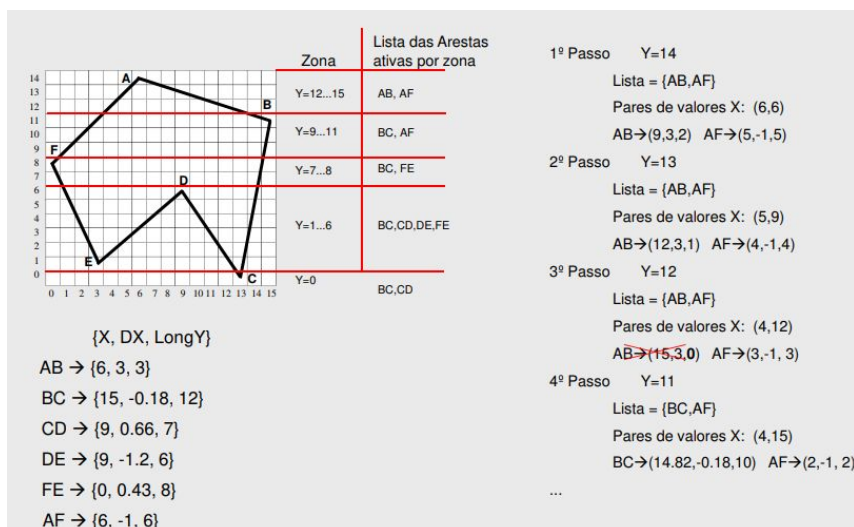 Zona
Lista das Arestas
ativas por zona
Y=12...15
AB, AF
Y=9...11
BC, AF
Y=7...8
BC, FE
Y=1...6
BC,CD,DE,FE
Y=0
BC,CD
14
13
12
11
10
9
8
7
6
5
4
3
2
1
0
A
B
F
D
E
C
0 1 2 3 4 5 6 7 8 9 10 11 12 13 14 15
{X, DX, LongY}
AB → {6, 3, 3}
BC → {15, -0.18, 12}
CD → {9, 0.66, 7}
DE → {9, -1.2, 6}
FE → {0, 0.43, 8}
AF → {6, -1, 6}
1º Passo Y=14
Lista = {AB,AF}
Pares de valores X: (6,6)
AB→(9,3,2) AF→(5,-1,5)
2º Passo Y=13
Lista = {AB,AF}
Pares de valores X: (5,9)
AB→(12,3,1) AF→(4,-1,4)
3º Passo Y=12
Lista = {AB,AF}
Pares de valores X: (4,12)
AB→(15,3,0) AF→(3,-1, 3)
4º Passo Y=11
Lista = {BC,AF}
Pares de valores X: (4,15)
BC→(14.82,-0.18,10) AF→(2,-1, 2)
...